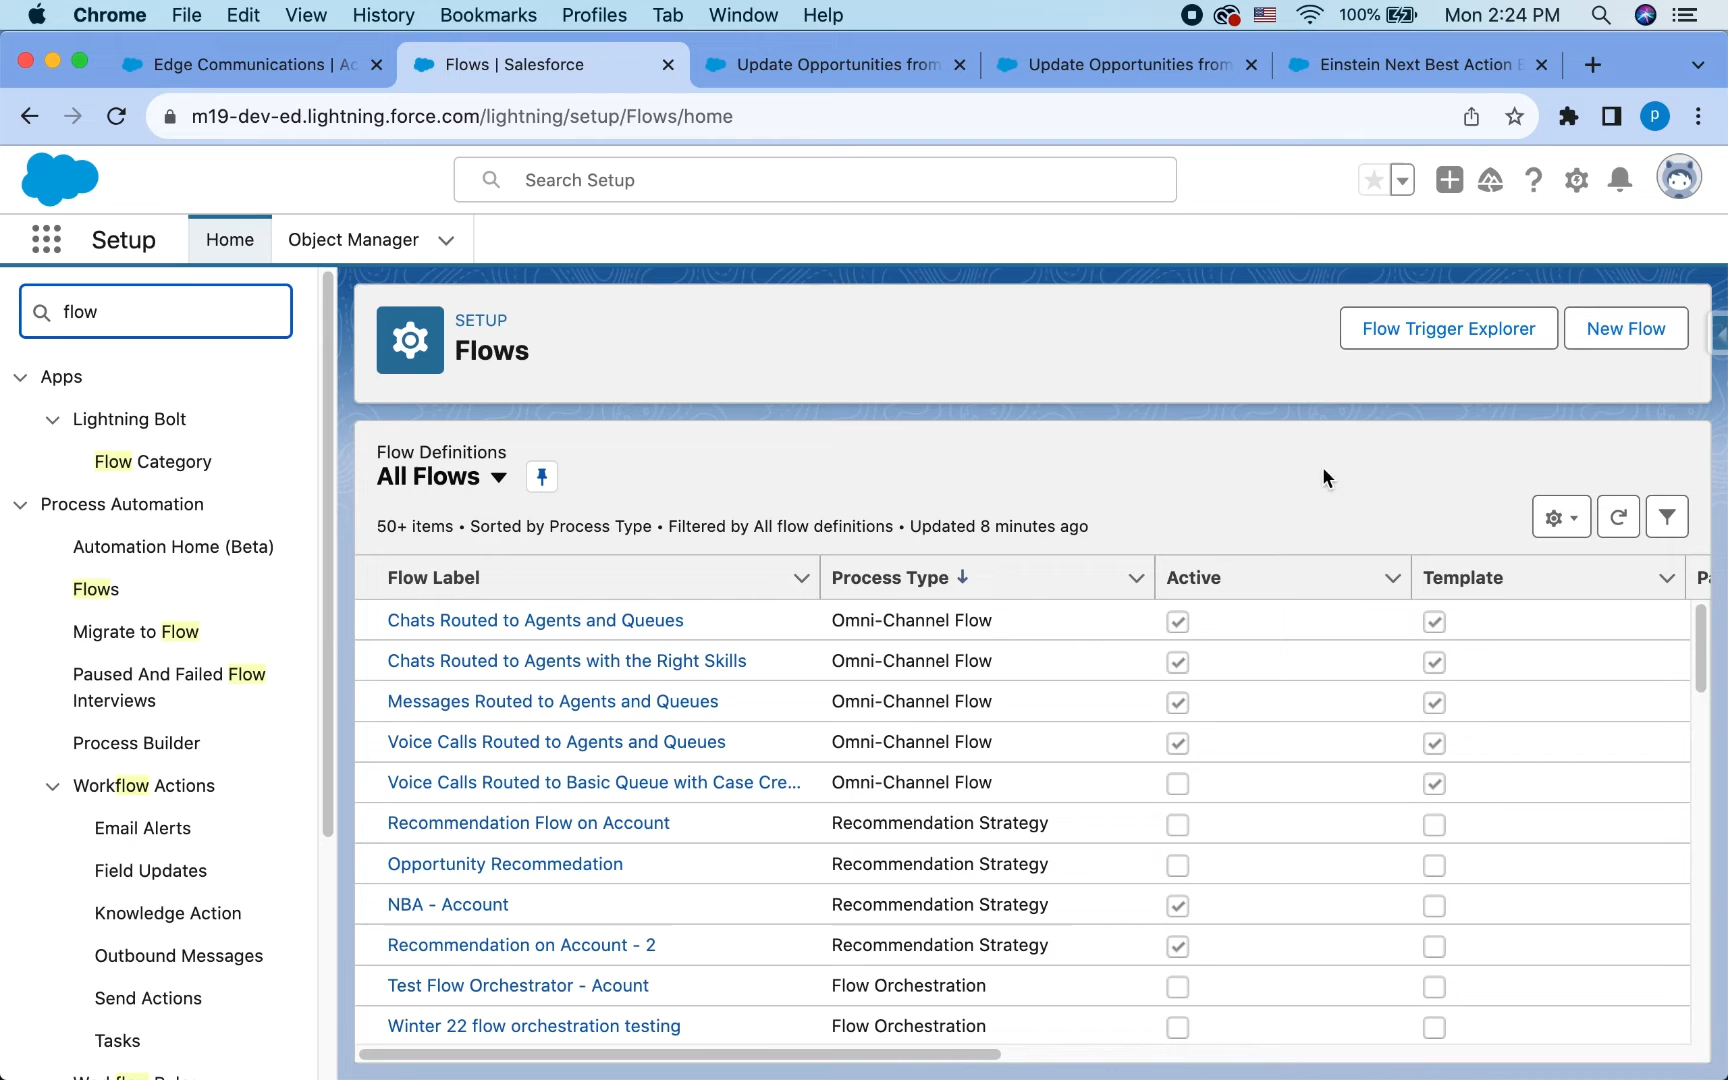 Chrome File Edit View History Bookmarks Profiles Tab Window Help 100% Mon 2:24 PM
Edge Communications | Ac Flows | Salesforce Update Opportunities from Update Opportunities from Einstein Next Best Action
m19-dev-ed.lightning.force.com/lightning/setup/Flows/home p
Search Setup
Setup Home Object Manager
flow
Apps
Lightning Bolt
Flow Category
Process Automation
Automation Home (Beta)
Flows
Migrate to Flow
Paused And Failed Flow
Interviews
Process Builder
Workflow Actions
Email Alerts
Field Updates
Knowledge Action
Outbound Messages
Send Actions
Tasks
SETUP
Flows
Flow Trigger Explorer New Flow
Flow Definitions
All Flows
50+ items • Sorted by Process Type • Filtered by All flow definitions • Updated 8 minutes ago
Flow Label Process Type Active Template
Chats Routed to Agents and Queues Omni-Channel Flow
Chats Routed to Agents with the Right Skills Omni-Channel Flow
Messages Routed to Agents and Queues Omni-Channel Flow
Voice Calls Routed to Agents and Queues Omni-Channel Flow
Voice Calls Routed to Basic Queue with Case Cre... Omni-Channel Flow
Recommendation Flow on Account Recommendation Strategy
Opportunity Recommedation Recommendation Strategy
NBA - Account Recommendation Strategy
Recommendation on Account - 2 Recommendation Strategy
Test Flow Orchestrator - Acount Flow Orchestration
Winter 22 flow orchestration testing Flow Orchestration